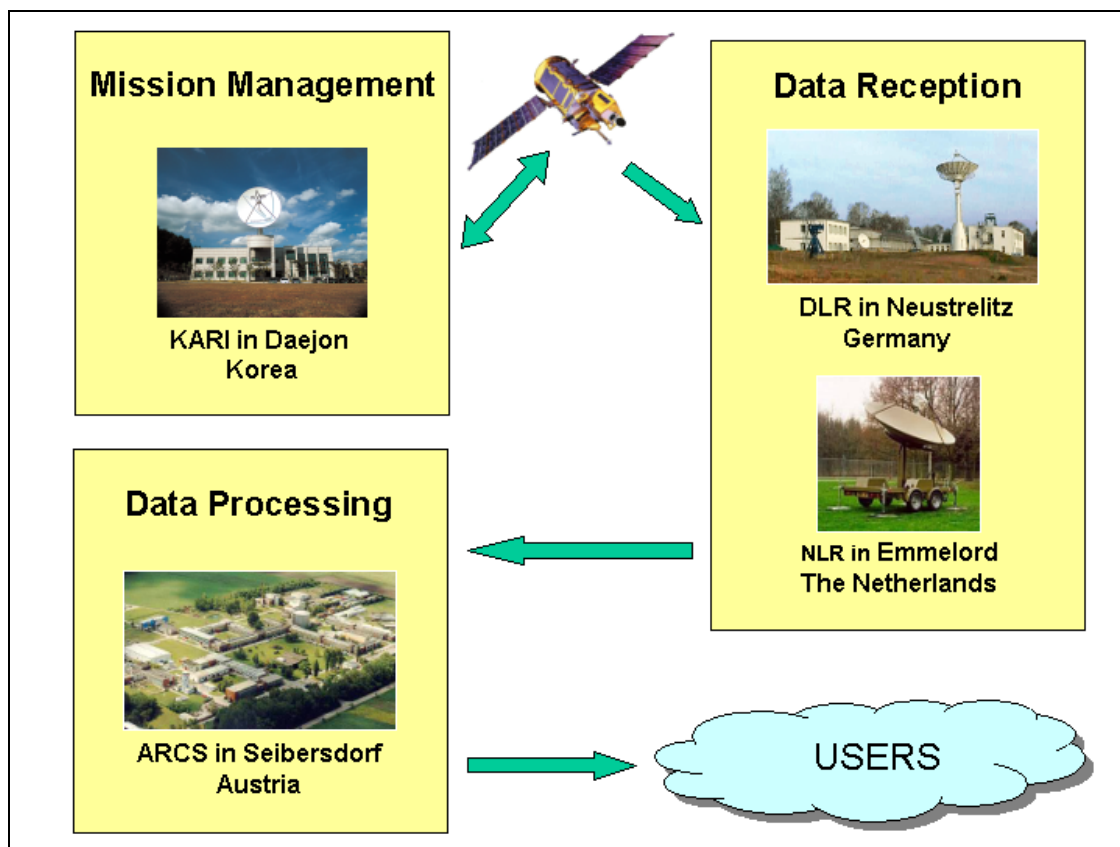 Mission Management
KARI in Daejon
Korea
Data Reception
DLR in Neustrelitz
Germany
NLR in Emmelord
The Netherlands
Data Processing
ARCS in Seibersdorf
Austria
USERS